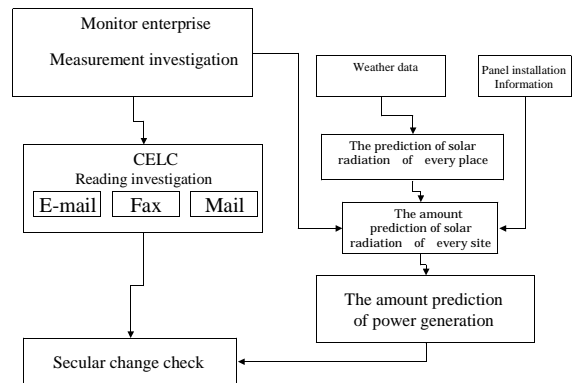 Monitor enterprise
Measurement investigation
Weather data
Panel installation
Information
The prediction of solar
radiation of every place
CELC
Reading investigation
E-mail Fax Mail
The amount
prediction of solar
radiation of every site
The amount prediction
of power generation
Secular change check